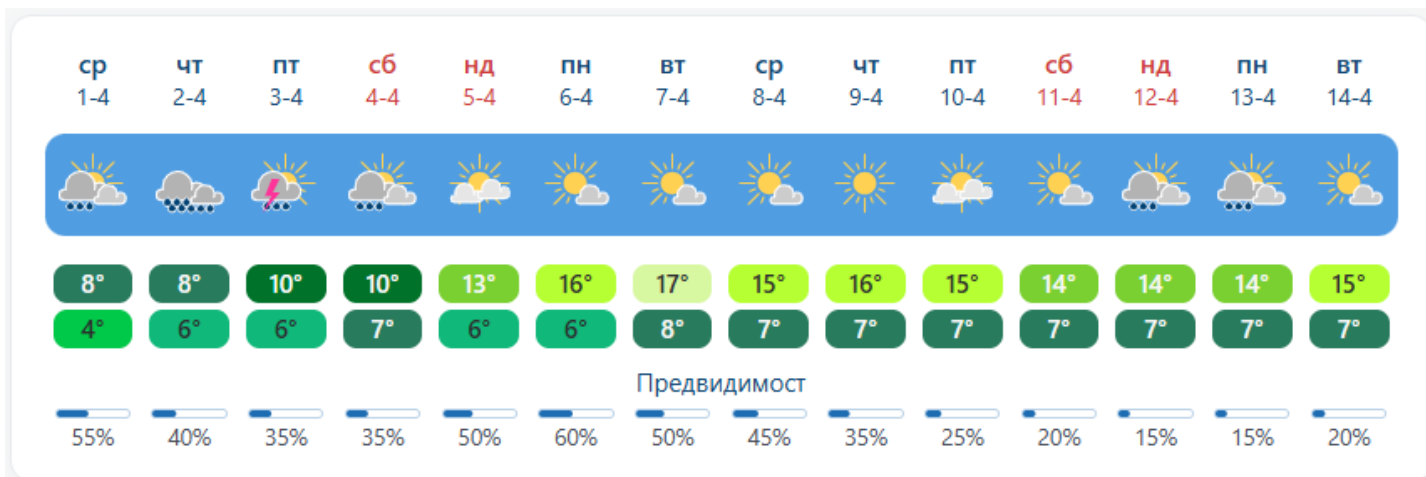 ср чт пт сб нд пн вт ср чт пт сб нд пн вт
1-4 2-4 3-4 4-4 5-4 6-4 7-4 8-4 9-4 10-4 11-4 12-4 13-4 14-4
8° 8° 10° 10° 13° 16° 17° 15° 16° 15° 14° 14° 14° 15°
4° 6° 6° 7° 6° 6° 8° 7° 7° 7° 7° 7° 7° 7°
Предвидимост
55% 40% 35% 35% 50% 60% 50% 45% 35% 25% 20% 15% 15% 20%